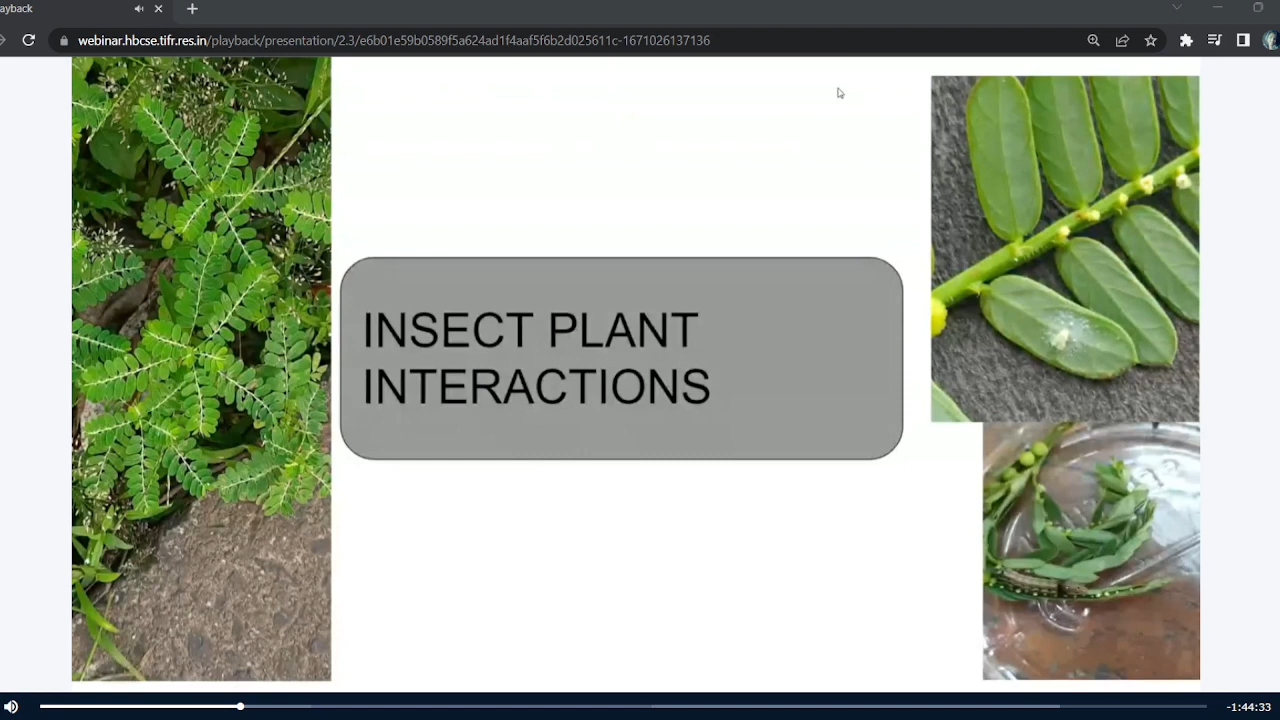 ayback
webinar.hbcse.tifr.res.in/playback/presentation/2.3/e6b01e59b0589f5a624ad1f4aaf5f6b2d025611c-1671026137136
INSECT PLANT
INTERACTIONS
-1:44:33